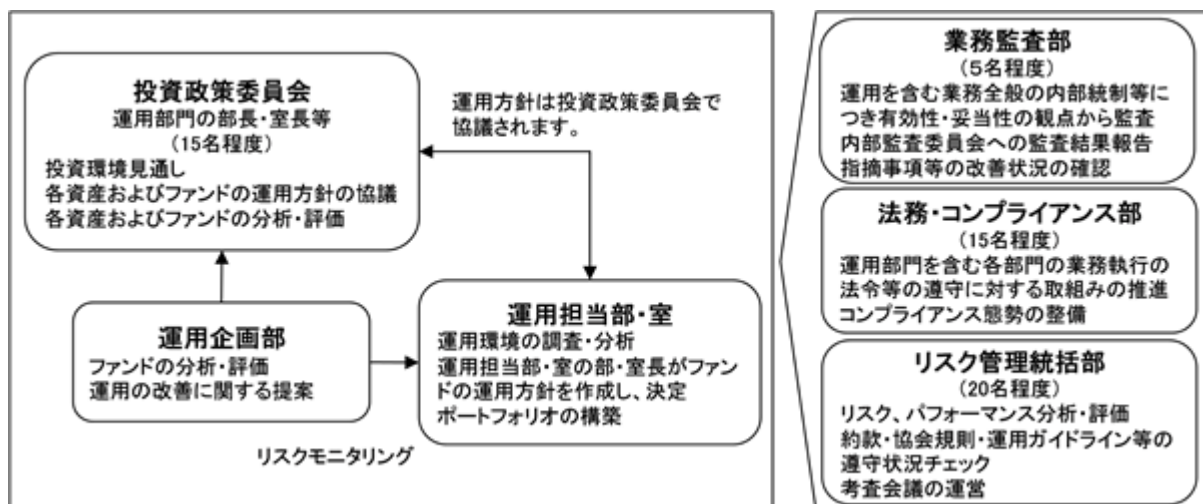 投資政策委員会
運用部門の部長・室長等
(15名程度)
投資環境見通し
各資産およびファンドの運用方針の協議
各資産およびファンドの分析・評価
運用方針は投資政策委員会で
協議されます。
運用企画部
ファンドの分析・評価
運用の改善に関する提案
運用担当部・室
運用環境の調査・分析
運用担当部・室の部・室長がファン
ドの運用方針を作成し、決定
ポートフォリオの構築
リスクモニタリング
業務監査部
(5名程度)
運用を含む業務全般の内部統制等に
つき有効性・妥当性の観点から監査
内部監査委員会への監査結果報告
指摘事項等の改善状況の確認
法務・コンプライアンス部
(15名程度)
運用部門を含む各部門の業務執行の
法令等の遵守に対する取組みの推進
コンプライアンス態勢の整備
リスク管理統括部
(20名程度)
リスク、パフォーマンス分析・評価
約款・協会規則・運用ガイドライン等の
遵守状況チェック
考査会議の運営